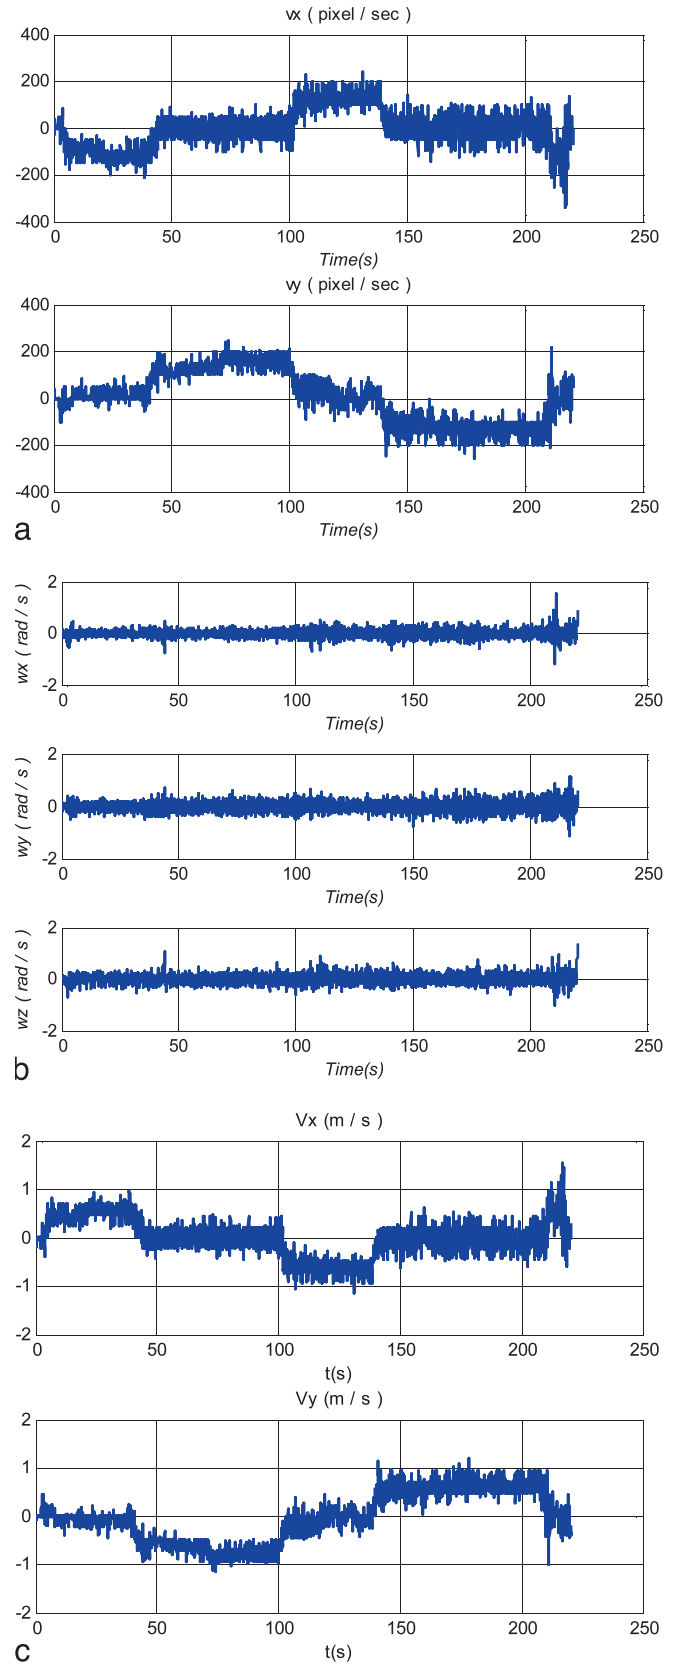 vx ( pixel / sec )
400
200
0
-200
-400
0 50 100 150 200 250
Time(s)
vy ( pixel / sec )
400
200
0
-200
-400
0 50 100 150 200 250
Time(s)
a
wx ( rad / s )
2
0
-2
0 50 100 150 200 250
Time(s)
wy ( rad / s )
2
0
-2
0 50 100 150 200 250
Time(s)
wz ( rad / s )
2
0
-2
0 50 100 150 200 250
Time(s)
b
Vx (m / s )
2
1
0
-1
-2
0 50 100 150 200 250
t(s)
Vy (m / s )
2
1
0
-1
-2
0 50 100 150 200 250
t(s)
c